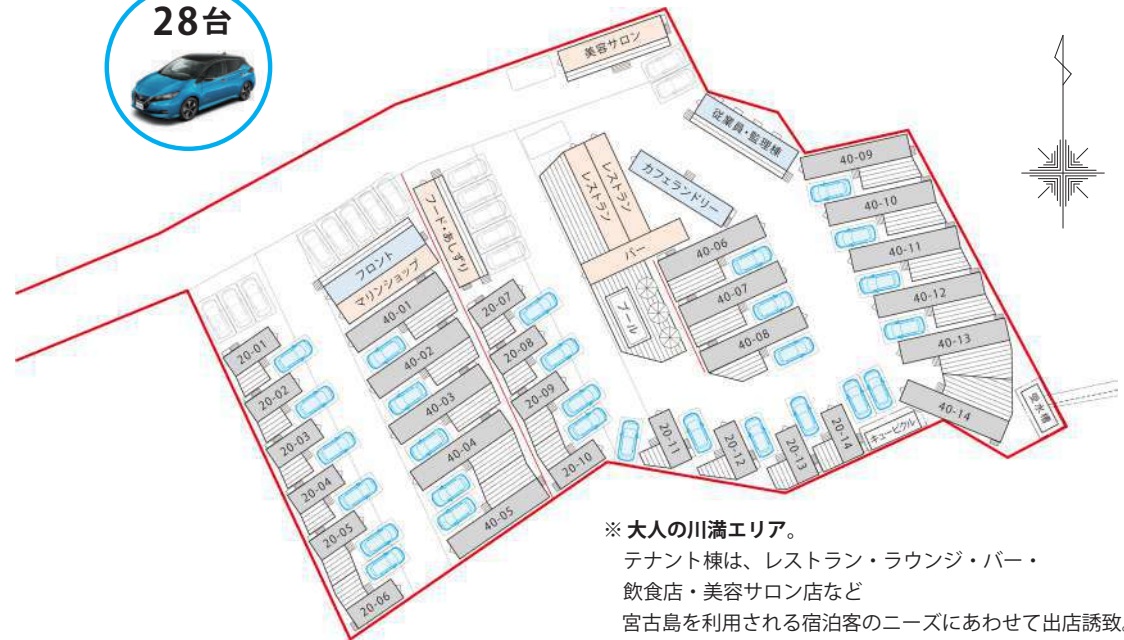 28台
美容サロン
従業員・監理棟
カフェランドリー
レストラン
レストラン
バー
プール
フード・あしずり
フロント
マリンショップ
40-01
40-02
40-03
40-04
40-05
20-01
20-02
20-03
20-04
20-05
20-06
20-07
20-08
20-09
20-10
40-06
40-07
40-08
40-09
40-10
40-11
40-12
40-13
40-14
20-11
20-12
20-13
20-14
キュービクル
受水槽
※ 大人の川満エリア。
テナント棟は、レストラン・ラウンジ・バー・
飲食店・美容サロン店など
宮古島を利用される宿泊客のニーズにあわせて出店誘致。